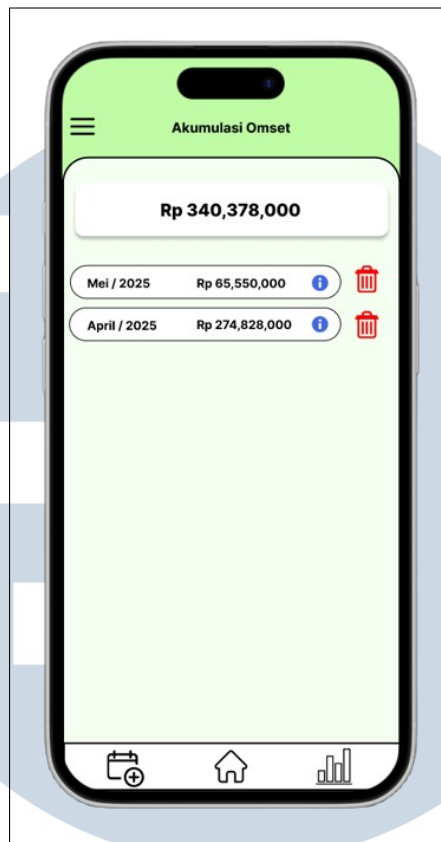 Akumulasi Omset
Rp 340,378,000
Mei / 2025 Rp 65,550,000
April / 2025 Rp 274,828,000